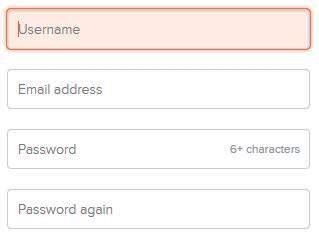 Username
Email address
Password 6+ characters
Password again